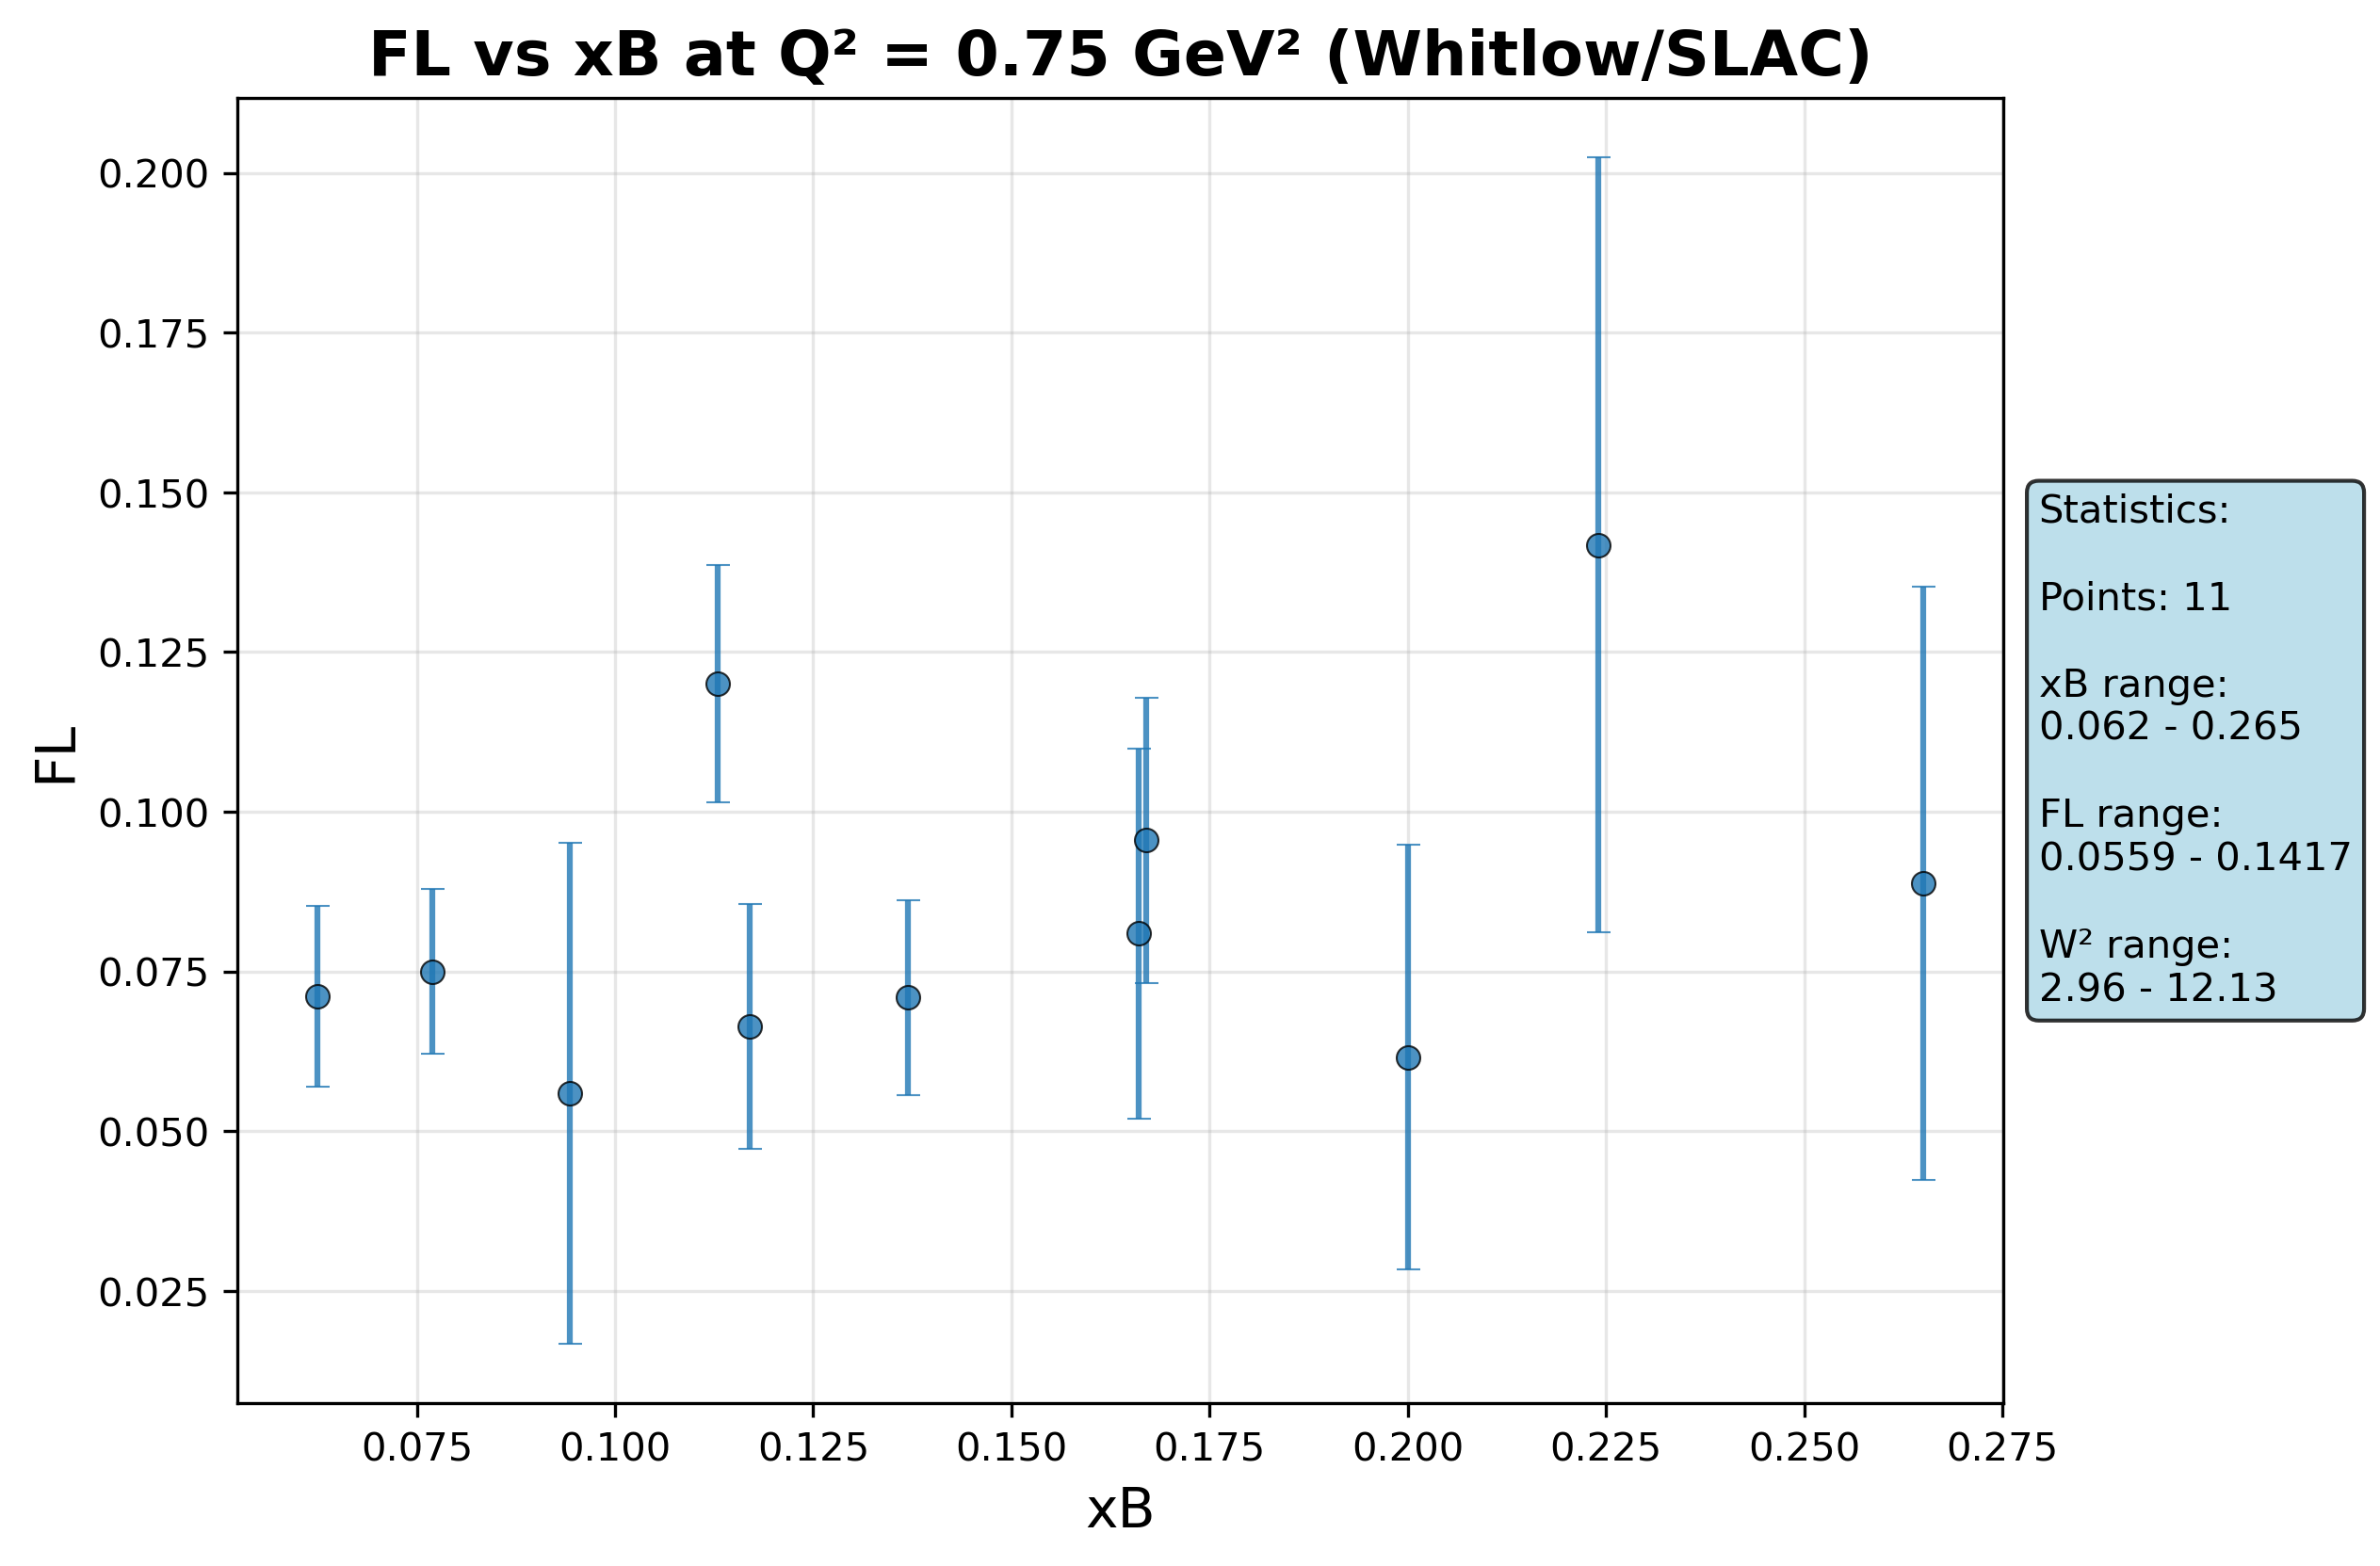 FL vs xB at Q² = 0.75 GeV² (Whitlow/SLAC)
FL
0.200
0.175
0.150
0.125
0.100
0.075
0.050
0.025
0.075
0.100
0.125
0.150
0.175
0.200
0.225
0.250
0.275
xB
Statistics:
Points: 11
xB range:
0.062 - 0.265
FL range:
0.0559 - 0.1417
W² range:
2.96 - 12.13